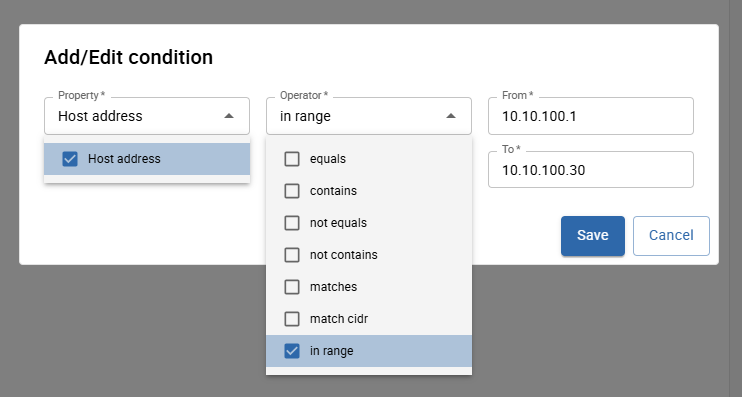 Add/Edit condition
Property *
Host address
Host address
Operator *
in range
equals
contains
not equals
not contains
matches
match cidr
in range
From *
10.10.100.1
To *
10.10.100.30
Save
Cancel